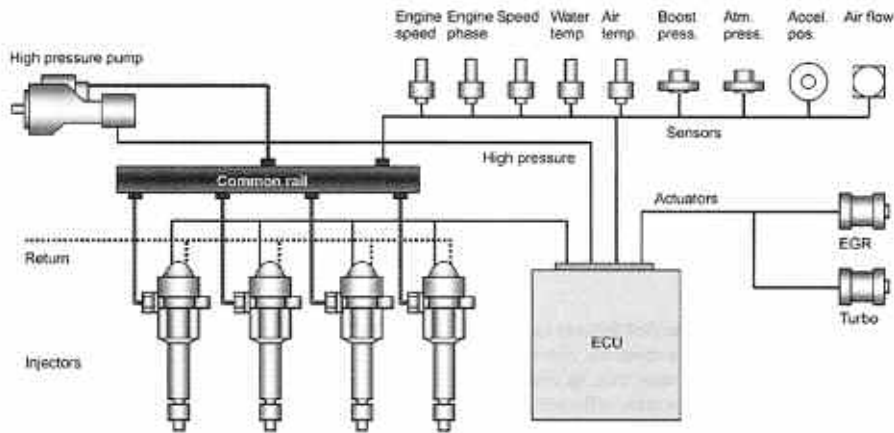 Engine speed
Engine phase
Speed
Water temp.
Air temp.
Boost press.
Atm. press.
Accel. pos.
Air flow
High pressure pump
Sensors
High pressure
Common rail
Actuators
EGR
Return
Turbo
ECU
Injectors